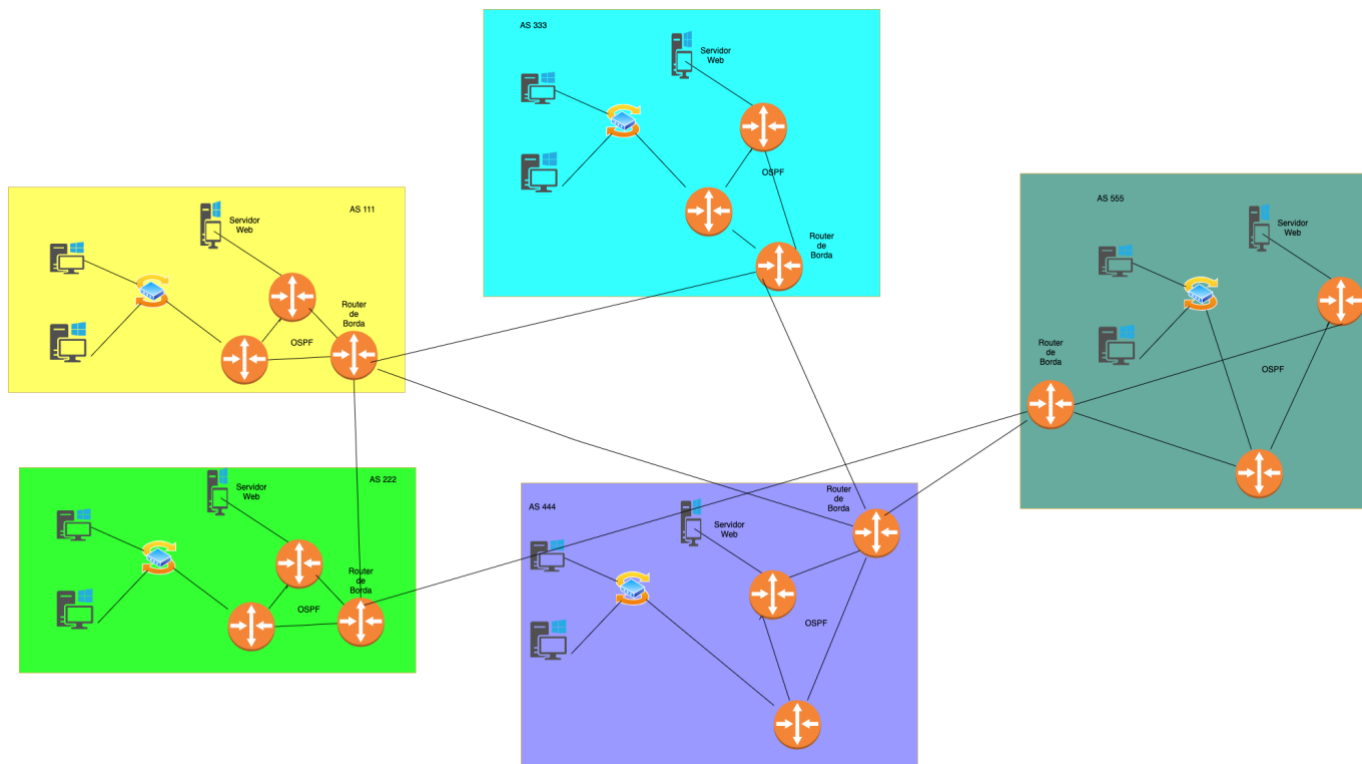 AS 333
Servidor
Web
OSPF
Router
de
Borda
AS 111
Servidor
Web
Router
de
Borda
OSPF
AS 555
Servidor
Web
Router
de
Borda
OSPF
AS 222
Servidor
Web
Router
de
Borda
OSPF
AS 444
Router
de
Borda
Servidor
Web
OSPF